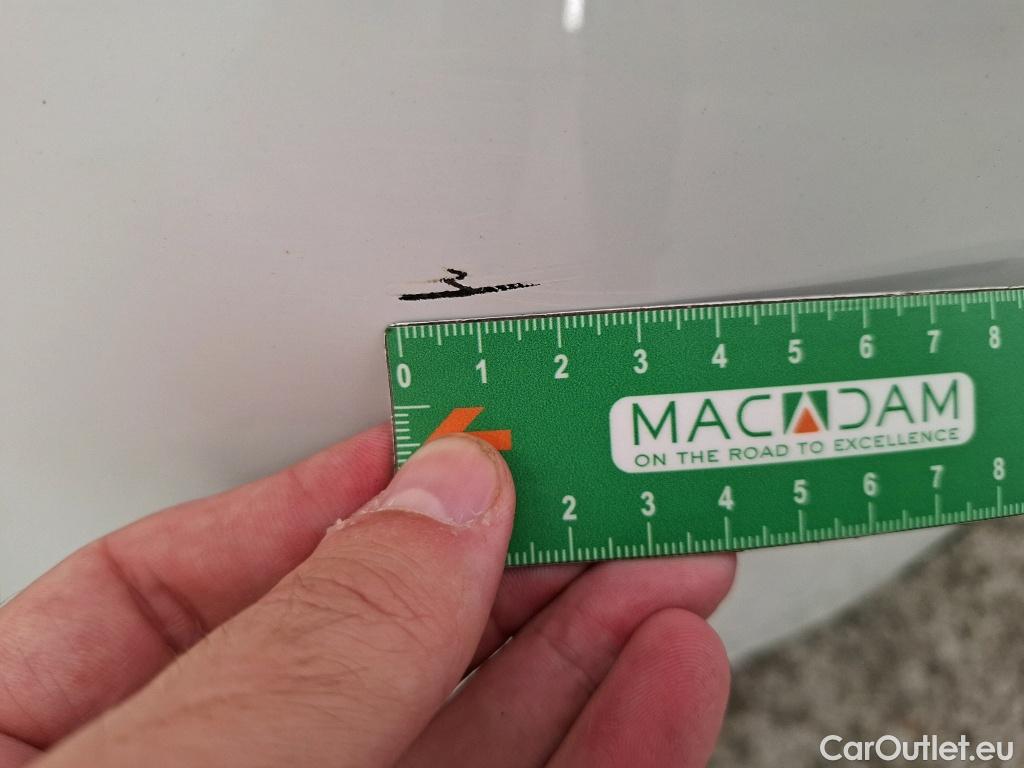 0 1 2 3 4 5 6 7 8
MACADAM
ON THE ROAD TO EXCELLENCE
2 3 4 5 6 7 8
CarOutlet.eu